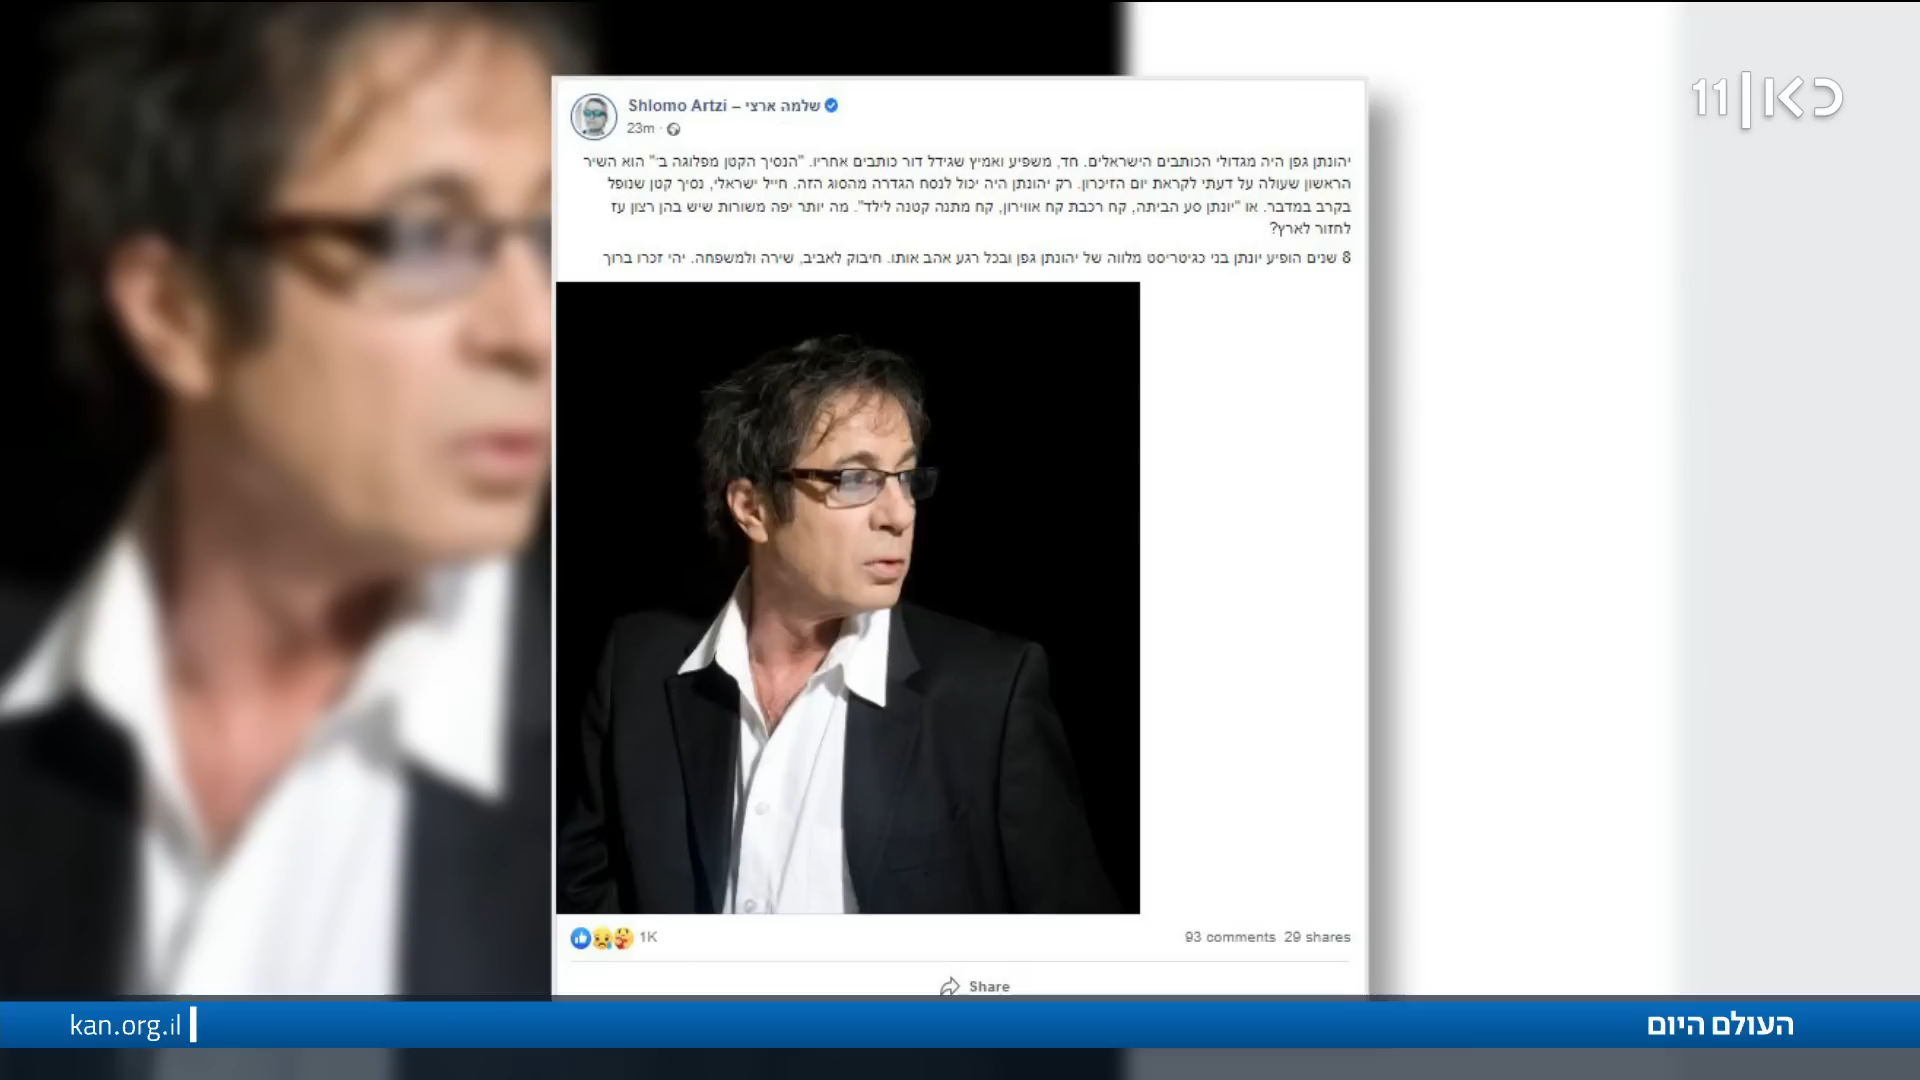 כאן 11
Shlomo Artzi – שלמה ארצי
23m ·
יהונתן גפן היה מגדולי הכותבים הישראלים. חד, משפיע ואמיץ שגידל דור כותבים אחריו. "הנסיך הקטן מפלוגה ב'" הוא השיר
הראשון שעולה על דעתי לקראת יום הזיכרון. רק יהונתן היה יכול לנסח הגדרה מהסוג הזה. חייל ישראלי, נסיך קטן שנופל
בקרב במדבר. או "יונתן סע הביתה, קח רכבת קח אווירון, קח מתנה קטנה לילד". מה יותר יפה משורות שיש בהן רצון עז
לחזור לארץ?
8 שנים הופיע יונתן בני כגיטריסט מלווה של יהונתן גפן ובכל רגע אהב אותו. חיבוק לאביב, שירה ולמשפחה. יהי זכרו ברוך
1K
93 comments 29 shares
Share
העולם היום
kan.org.il